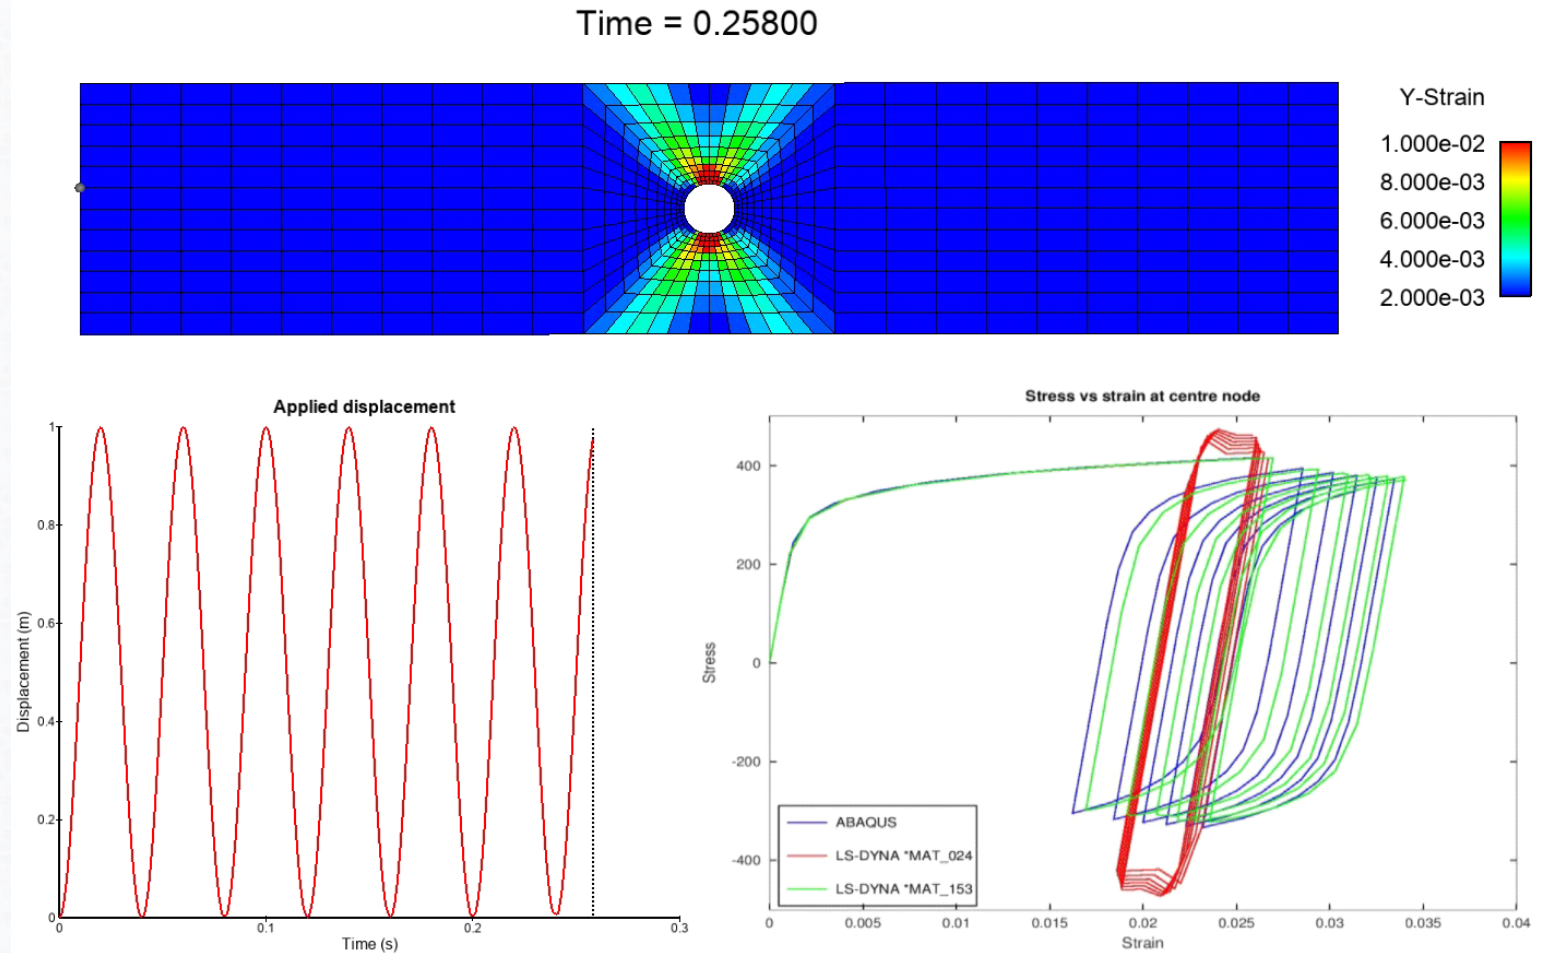 Time = 0.25800
Y-Strain
1.000e-02
8.000e-03
6.000e-03
4.000e-03
2.000e-03
Applied displacement
1
0.8
0.6
0.4
0.2
0
0 0.1 0.2 0.3
Displacement (m)
Time (s)
Stress vs strain at centre node
400
200
0
-200
-400
Stress
ABAQUS
LS-DYNA *MAT_024
LS-DYNA *MAT_153
0 0.005 0.01 0.015 0.02 0.025 0.03 0.035 0.04
Strain